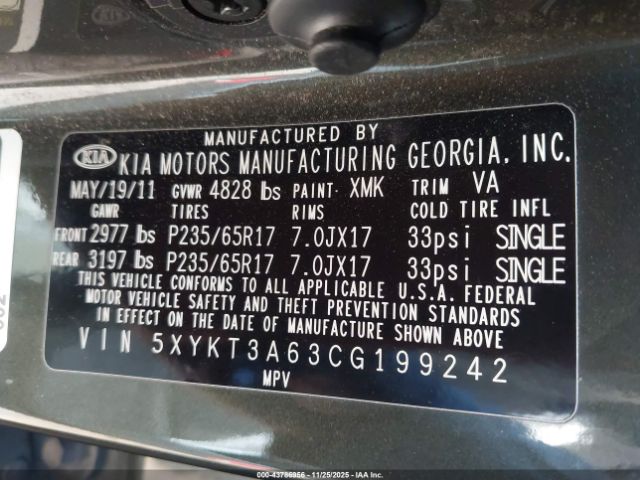 MANUFACTURED BY
KIA KIA MOTORS MANUFACTURING GEORGIA, INC.
MAY/19/11 GVWR 4828 lbs PAINT: XMK TRIM VA
GAWR TIRES RIMS COLD TIRE INFL
FRONT 2977 lbs P235/65R17 7.0JX17 33psi SINGLE
REAR 3197 lbs P235/65R17 7.0JX17 33psi SINGLE
THIS VEHICLE CONFORMS TO ALL APPLICABLE U.S.A. FEDERAL
MOTOR VEHICLE SAFETY AND THEFT PREVENTION STANDARDS
IN EFFECT ON THE DATE OF MANUFACTURE SHOWN ABOVE
VIN 5XYKT3A63CG199242
MPV
000-43786956 - 11/25/2025 - IAA Inc.